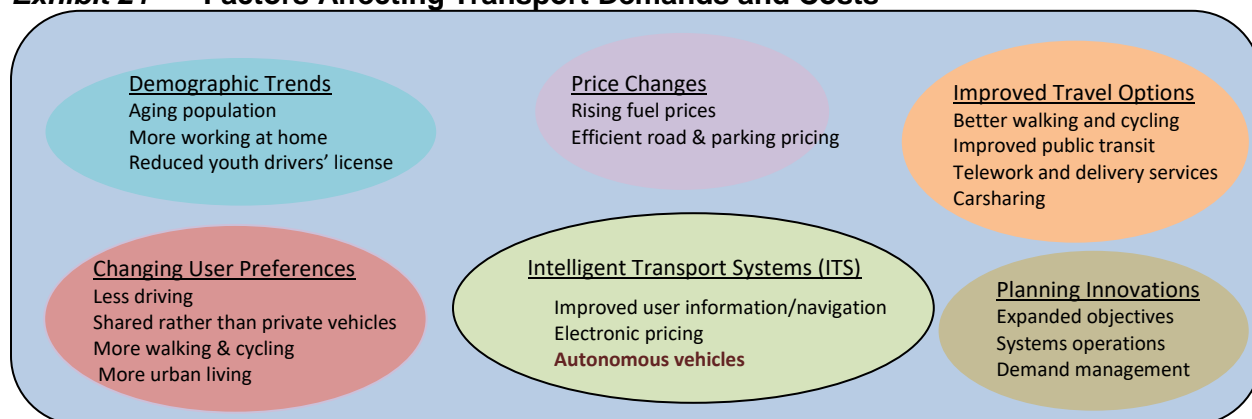 Exhibit 21 Factors Affecting Transport Demands and Costs
Demographic Trends
Aging population
More working at home
Reduced youth drivers’ license
Price Changes
Rising fuel prices
Efficient road & parking pricing
Improved Travel Options
Better walking and cycling
Improved public transit
Telework and delivery services
Carsharing
Changing User Preferences
Less driving
Shared rather than private vehicles
More walking & cycling
More urban living
Intelligent Transport Systems (ITS)
Improved user information/navigation
Electronic pricing
Autonomous vehicles
Planning Innovations
Expanded objectives
Systems operations
Demand management